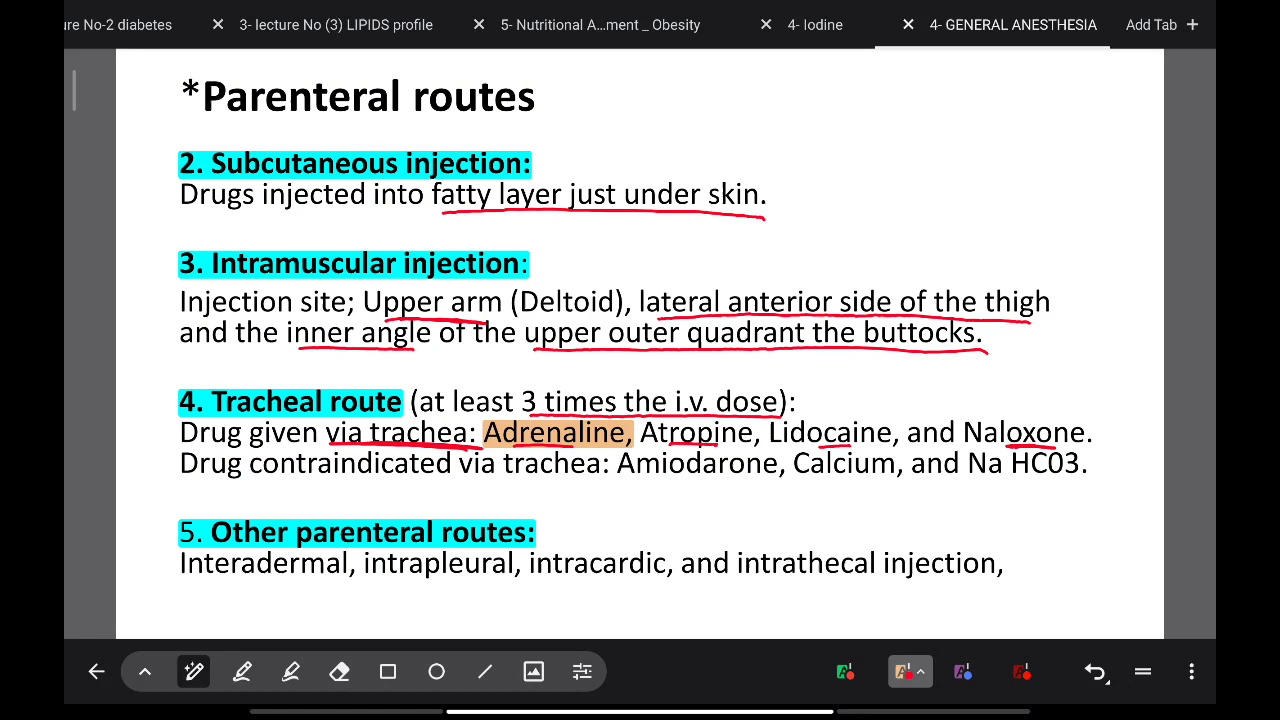 ure No-2 diabetes
3- lecture No (3) LIPIDS profile
5- Nutritional A...ment _ Obesity
4- Iodine
4- GENERAL ANESTHESIA
Add Tab
*Parenteral routes
2. Subcutaneous injection:
Drugs injected into fatty layer just under skin.
3. Intramuscular injection:
Injection site; Upper arm (Deltoid), lateral anterior side of the thigh
and the inner angle of the upper outer quadrant the buttocks.
4. Tracheal route (at least 3 times the i.v. dose):
Drug given via trachea: Adrenaline, Atropine, Lidocaine, and Naloxone.
Drug contraindicated via trachea: Amiodarone, Calcium, and Na HC03.
5. Other parenteral routes:
Interadermal, intrapleural, intracardic, and intrathecal injection,